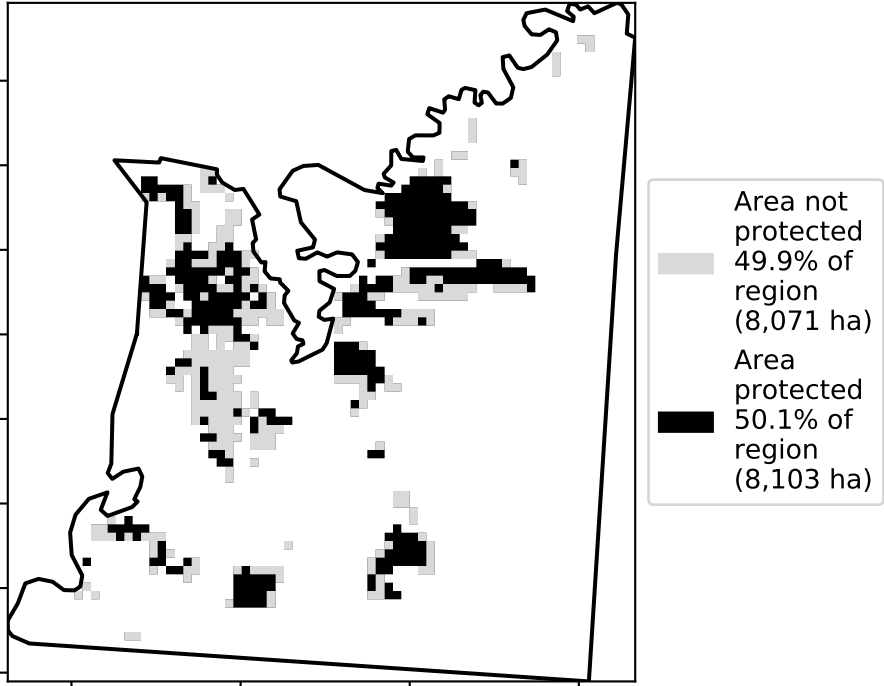 Area not
protected
49.9% of
region
(8,071 ha)
Area
protected
50.1% of
region
(8,103 ha)